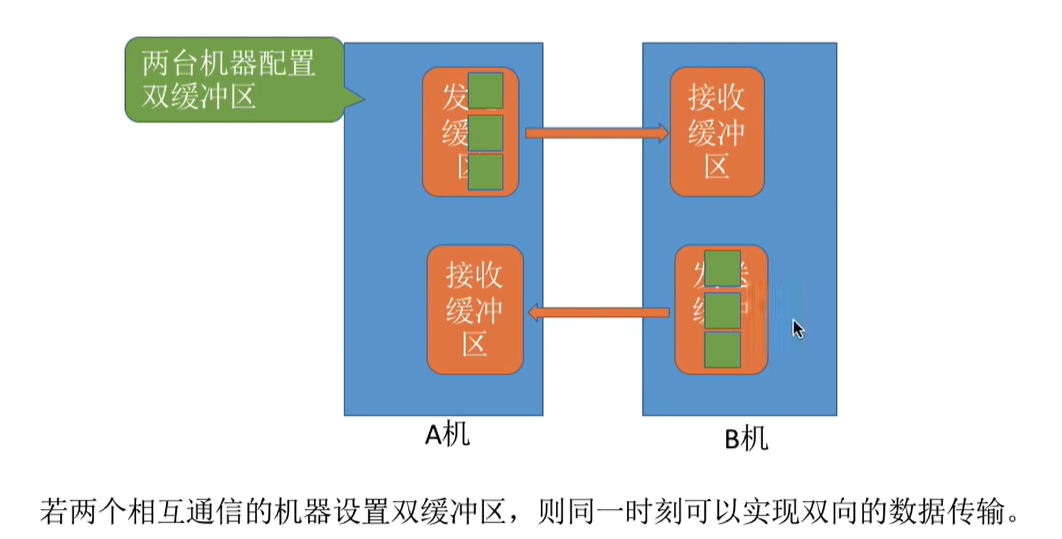 两台机器配置
双缓冲区
发
缓
区
接收
缓冲
区
接收
缓冲
区
发送
缓冲
A机
B机
若两个相互通信的机器设置双缓冲区，则同一时刻可以实现双向的数据传输。